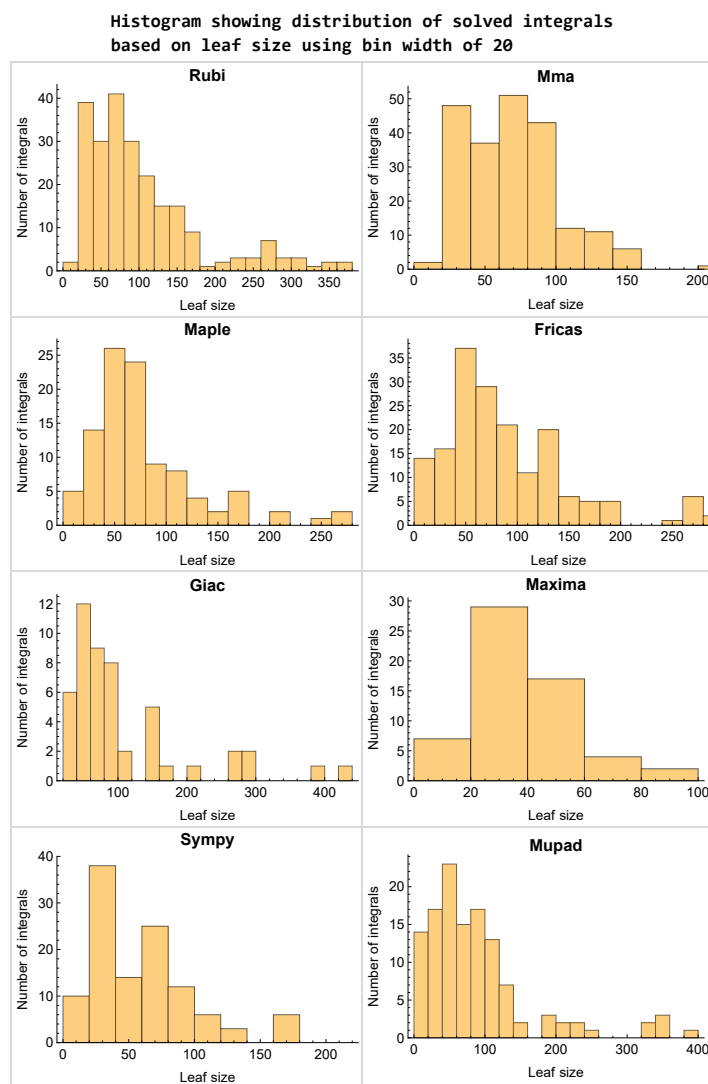 Histogram showing distribution of solved integrals
based on leaf size using bin width of 20
Rubi
Number of integrals
40
30
20
10
0
0 50 100 150 200 250 300 350
Leaf size
Mma
Number of integrals
50
40
30
20
10
0
0 50 100 150 200
Leaf size
Maple
Number of integrals
25
20
15
10
5
0
0 50 100 150 200 250
Leaf size
Fricas
Number of integrals
35
30
25
20
15
10
5
0
0 50 100 150 200 250
Leaf size
Giac
Number of integrals
12
10
8
6
4
2
0
100 200 300 400
Leaf size
Maxima
Number of integrals
30
25
20
15
10
5
0
0 20 40 60 80 100
Leaf size
Sympy
Number of integrals
40
30
20
10
0
0 50 100 150 200
Leaf size
Mupad
Number of integrals
20
15
10
5
0
0 100 200 300 400
Leaf size